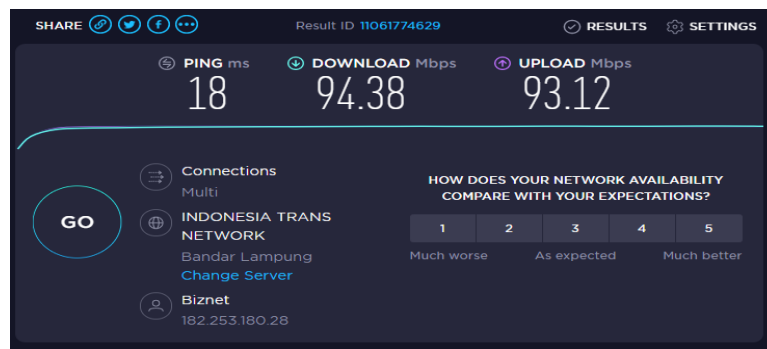 SHARE Result ID 11061774629 RESULTS SETTINGS
PING ms DOWNLOAD Mbps UPLOAD Mbps
18 94.38 93.12
GO
Connections
Multi
INDONESIA TRANS
NETWORK
Bandar Lampung
Change Server
Biznet
182.253.180.28
HOW DOES YOUR NETWORK AVAILABILITY
COMPARE WITH YOUR EXPECTATIONS?
1 2 3 4 5
Much worse As expected Much better